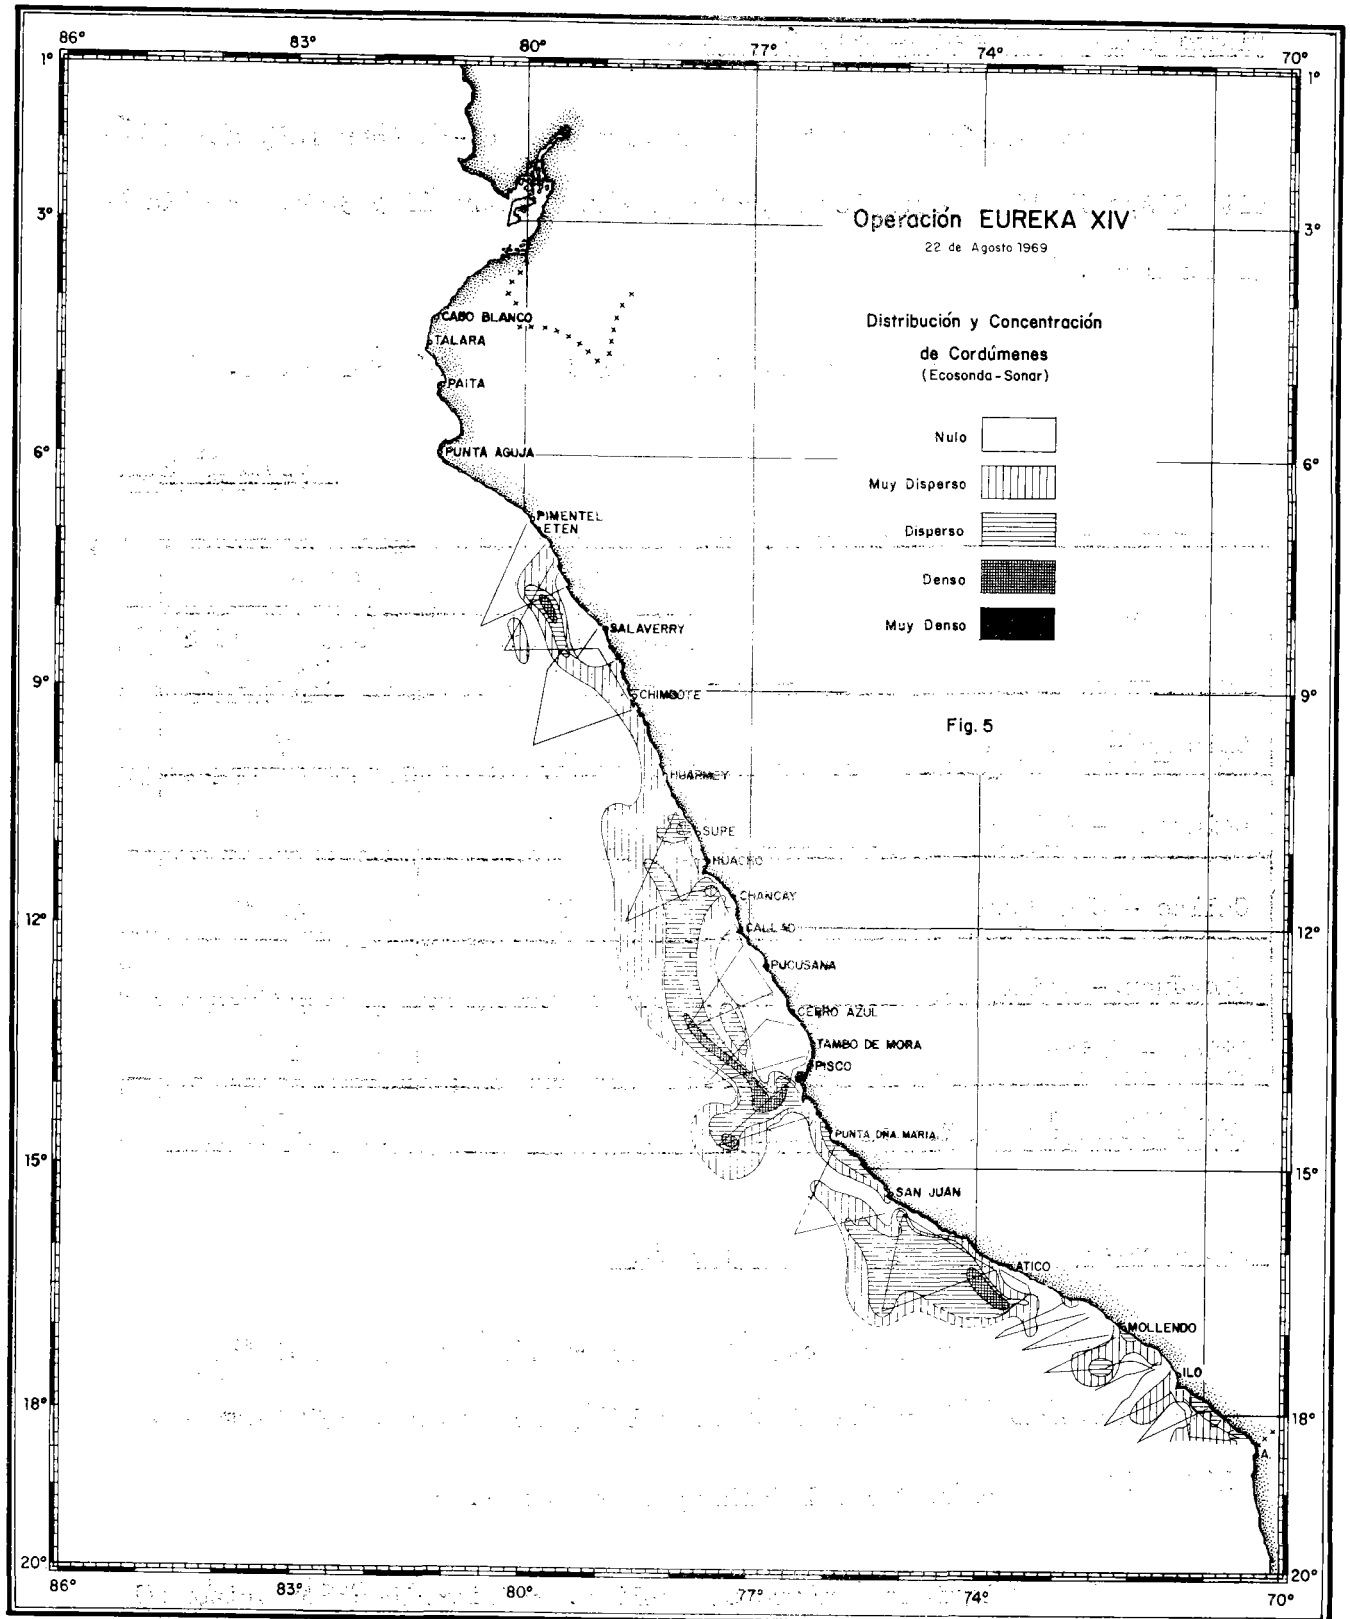 86° 83° 80° 77° 74° 70°
1° 1°
3° 3°
Operación EUREKA XIV
22 de Agosto 1969
CABO BLANCO
TALARA
PAITA
Distribución y Concentración
de Cardúmenes
(Ecosonda-Sonar)
Nulo
6° PUNTA AGUJA 6°
Muy Disperso
PIMENTEL
ETEN
Disperso
Denso
Muy Denso
SALAVERRY
9° CHIMBOTE 9°
Fig. 5
HUARMEY
SUPE
HUACHO
CHANCAY
12° CALLAO 12°
PUCUSANA
CERRO AZUL
TAMBO DE MORA
PISCO
PUNTA DÑA. MARIA
15° 15°
SAN JUAN
ATICO
MOLLENDO
ILO
18° 18°
A.
20° 20°
86° 83° 80° 77° 74° 70°